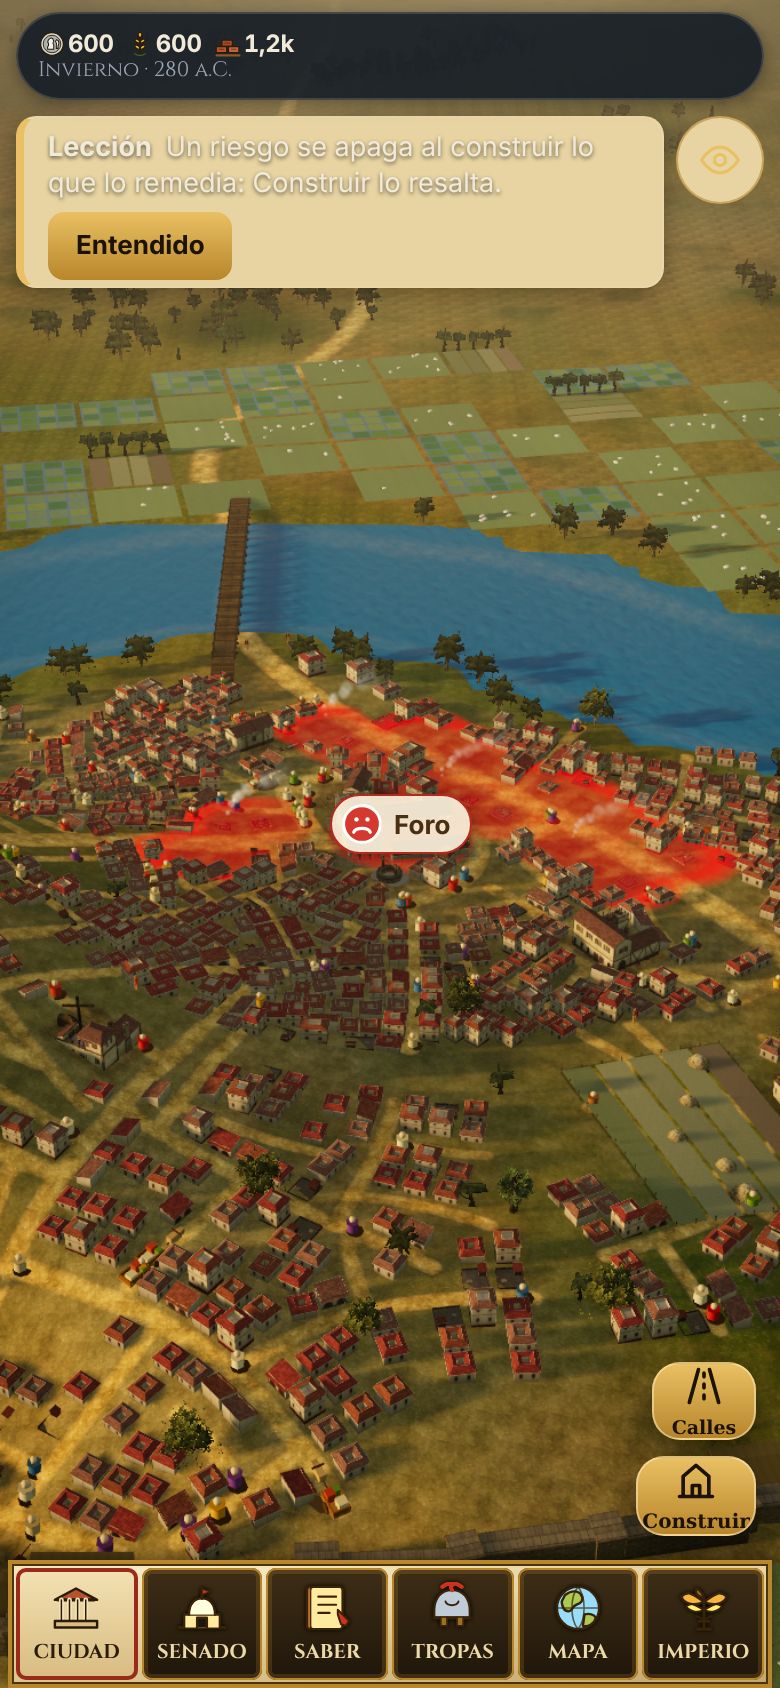 600 600 1,2k
Invierno · 280 a.C.
Lección Un riesgo se apaga al construir lo
que lo remedia: Construir lo resalta.
Entendido
Foro
Calles
Construir
CIUDAD SENADO SABER TROPAS MAPA IMPERIO